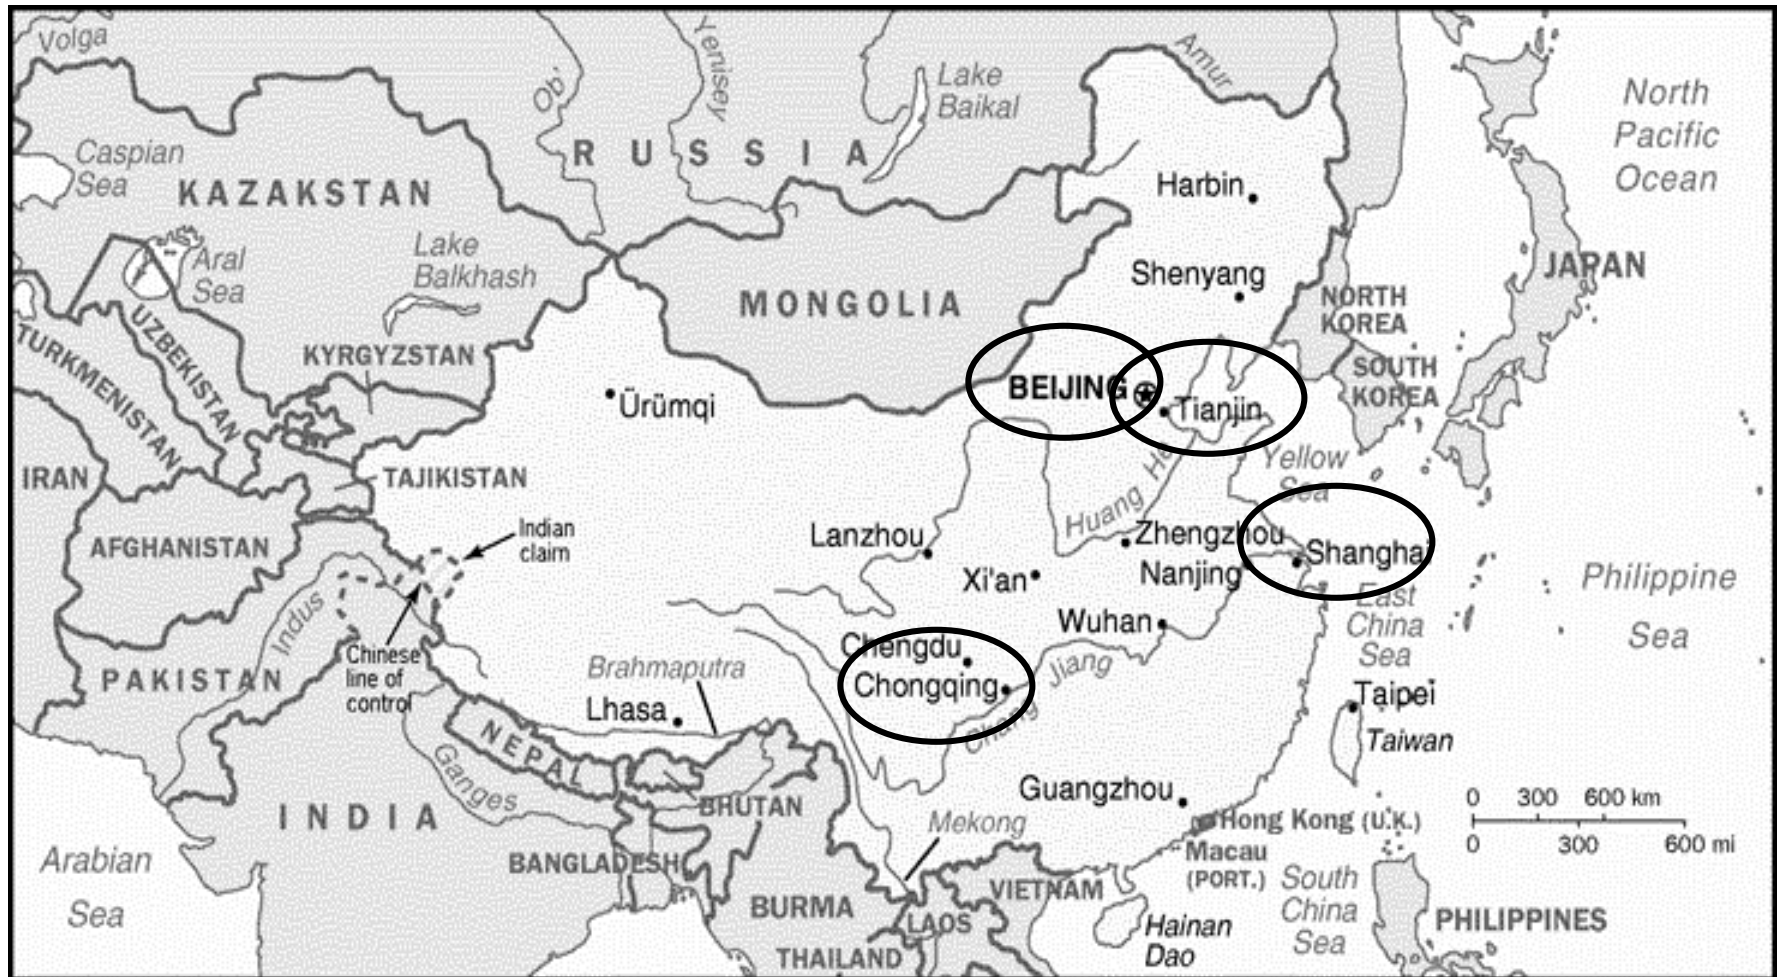 Volga
Ob'
Yenisey
Lake
Baikal
Amur
North
Pacific
Ocean
Caspian
Sea
RUSSIA
KAZAKSTAN
Harbin
Aral
Sea
Lake
Balkhash
Shenyang
JAPAN
MONGOLIA
NORTH
KOREA
UZBEKISTAN
TURKMENISTAN
KYRGYZSTAN
BEIJING
Tianjin
SOUTH
KOREA
Ürümqi
IRAN
TAJIKISTAN
Yellow
Sea
Huang He
AFGHANISTAN
Indian
claim
Lanzhou
Zhengzhou
Shanghai
Xi'an
Nanjing
Philippine
Sea
Indus
Wuhan
East
China
Sea
Chinese
line of
control
PAKISTAN
Brahmaputra
Chengdu
Chongqing
Chang Jiang
Lhasa
Taipei
Taiwan
NEPAL
Ganges
INDIA
BHUTAN
Guangzhou
0 300 600 km
0 300 600 mi
Mekong
Hong Kong (U.K.)
Macau
(PORT.)
Arabian
Sea
BANGLADESH
BURMA
VIETNAM
LAOS
THAILAND
Hainan
Dao
South
China
Sea
PHILIPPINES